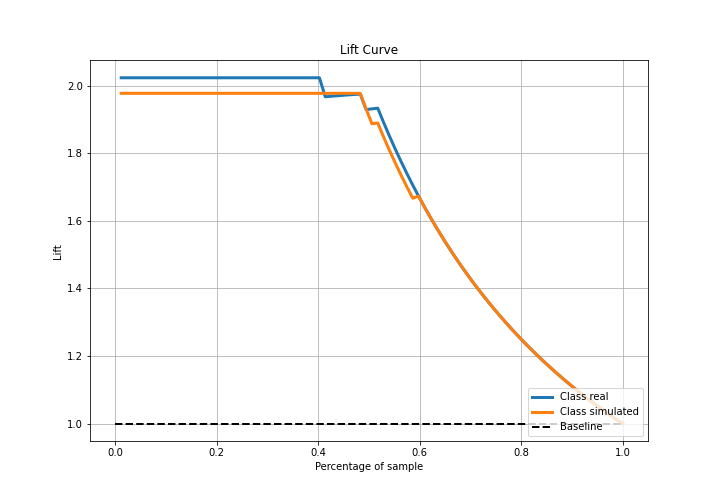 Lift Curve
Lift
2.0
1.8
1.6
1.4
1.2
1.0
0.0
0.2
0.4
0.6
0.8
1.0
Percentage of sample
Class real
Class simulated
Baseline